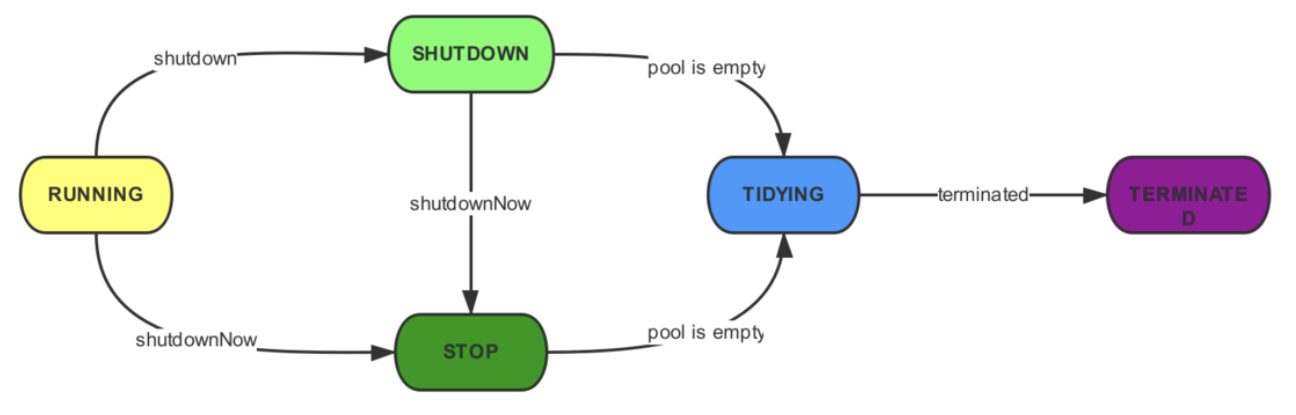 SHUTDOWN
shutdown
pool is empty
RUNNING
shutdownNow
TIDYING
terminated
TERMINATE
D
shutdownNow
STOP
pool is empty